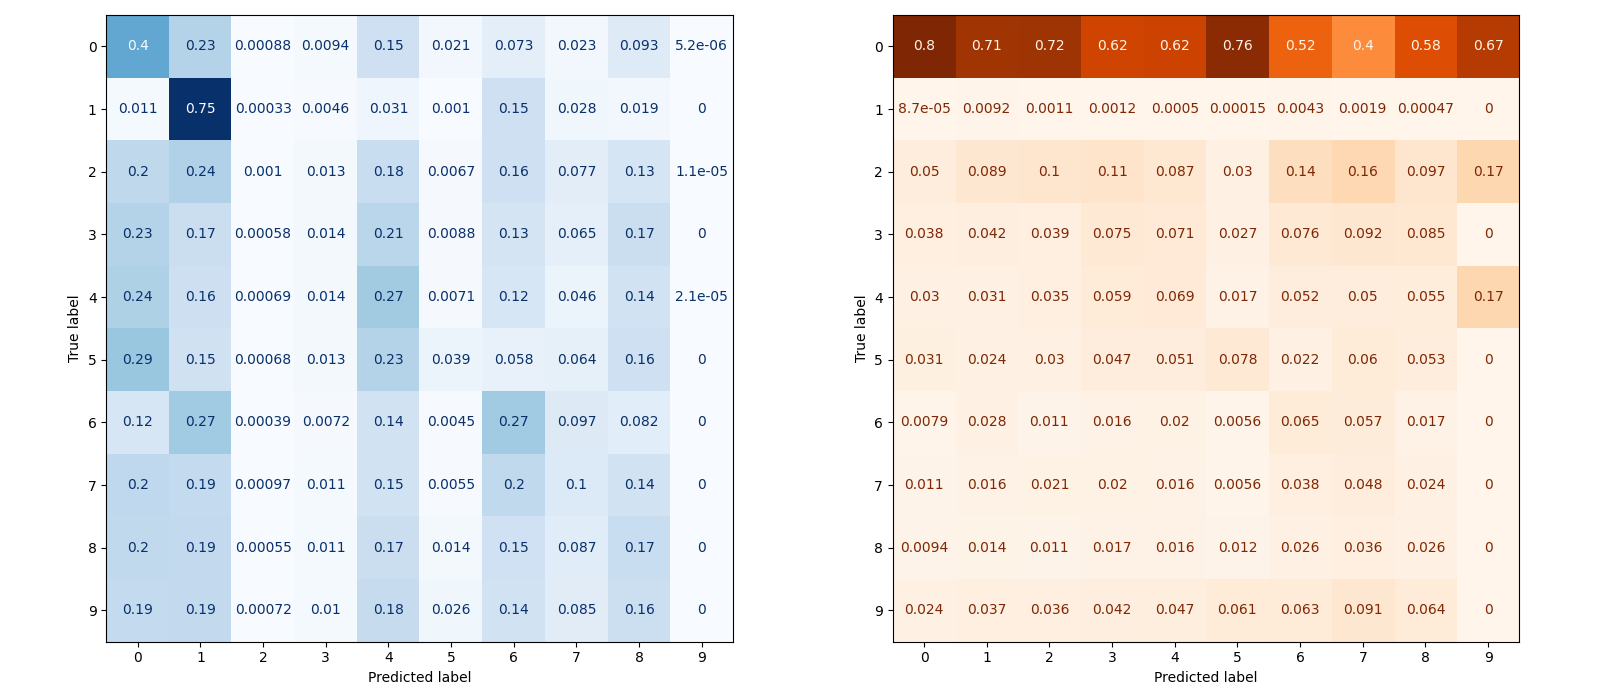 0 0.4 0.23 0.00088 0.0094 0.15 0.021 0.073 0.023 0.093 5.2e-06
1 0.011 0.75 0.00033 0.0046 0.031 0.001 0.15 0.028 0.019 0
2 0.2 0.24 0.001 0.013 0.18 0.0067 0.16 0.077 0.13 1.1e-05
3 0.23 0.17 0.00058 0.014 0.21 0.0088 0.13 0.065 0.17 0
4 0.24 0.16 0.00069 0.014 0.27 0.0071 0.12 0.046 0.14 2.1e-05
5 0.29 0.15 0.00068 0.013 0.23 0.039 0.058 0.064 0.16 0
6 0.12 0.27 0.00039 0.0072 0.14 0.0045 0.27 0.097 0.082 0
7 0.2 0.19 0.00097 0.011 0.15 0.0055 0.2 0.1 0.14 0
8 0.2 0.19 0.00055 0.011 0.17 0.014 0.15 0.087 0.17 0
9 0.19 0.19 0.00072 0.01 0.18 0.026 0.14 0.085 0.16 0
True label
0 1 2 3 4 5 6 7 8 9
Predicted label
0 0.8 0.71 0.72 0.62 0.62 0.76 0.52 0.4 0.58 0.67
1 8.7e-05 0.0092 0.0011 0.0012 0.0005 0.00015 0.0043 0.0019 0.00047 0
2 0.05 0.089 0.1 0.11 0.087 0.03 0.14 0.16 0.097 0.17
3 0.038 0.042 0.039 0.075 0.071 0.027 0.076 0.092 0.085 0
4 0.03 0.031 0.035 0.059 0.069 0.017 0.052 0.05 0.055 0.17
5 0.031 0.024 0.03 0.047 0.051 0.078 0.022 0.06 0.053 0
6 0.0079 0.028 0.011 0.016 0.02 0.0056 0.065 0.057 0.017 0
7 0.011 0.016 0.021 0.02 0.016 0.0056 0.038 0.048 0.024 0
8 0.0094 0.014 0.011 0.017 0.016 0.012 0.026 0.036 0.026 0
9 0.024 0.037 0.036 0.042 0.047 0.061 0.063 0.091 0.064 0
True label
0 1 2 3 4 5 6 7 8 9
Predicted label